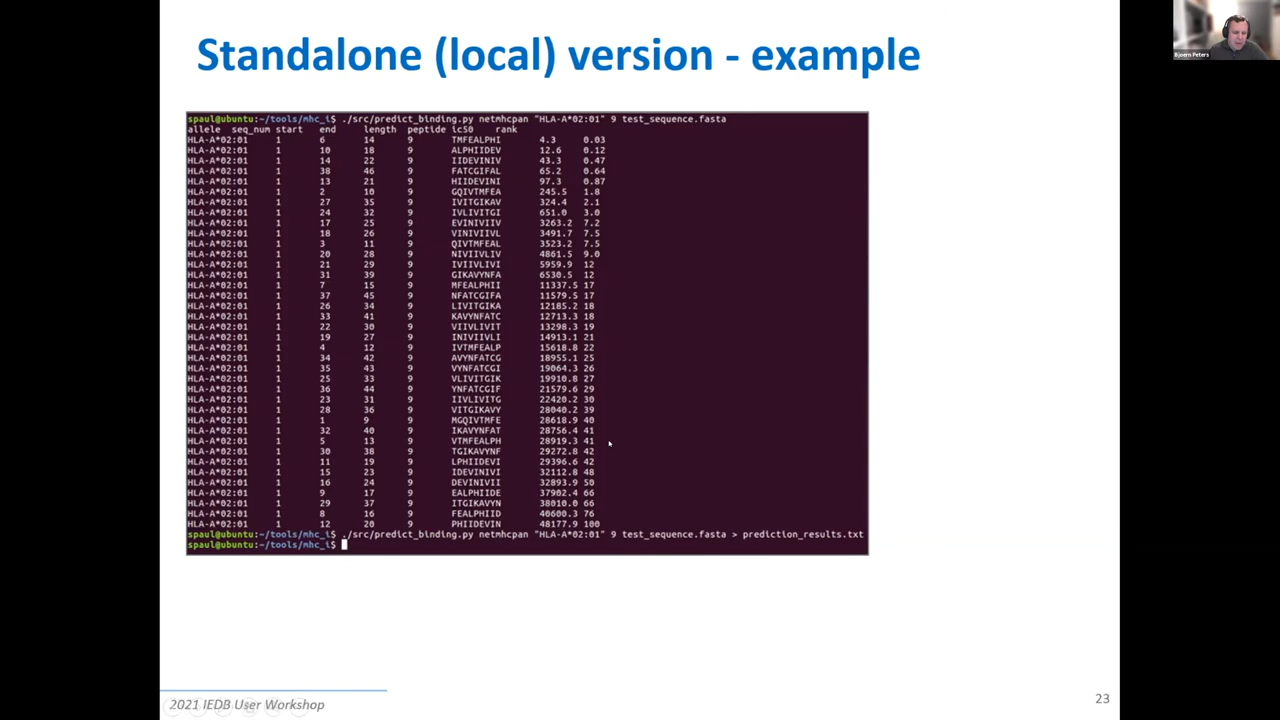 Standalone (local) version - example
Bjoern Peters
spaul@ubuntu:~/tools/mhc_i$ ./src/predict_binding.py netmhcpan "HLA-A*02:01" 9 test_sequence.fasta
allele seq_num start end length peptide ic50 rank
HLA-A*02:01 1 6 14 9 TMFEALPHI 4.3 0.03
HLA-A*02:01 1 10 18 9 ALPHIIDEV 12.6 0.12
HLA-A*02:01 1 14 22 9 IIDEVINIV 43.3 0.47
HLA-A*02:01 1 38 46 9 FATCGIFAL 65.2 0.64
HLA-A*02:01 1 13 21 9 HIIDEVINI 97.3 0.87
HLA-A*02:01 1 2 10 9 GQIVTMFEA 245.5 1.8
HLA-A*02:01 1 27 35 9 IVITGIKAV 324.4 2.1
HLA-A*02:01 1 24 32 9 IVLIVITGI 651.0 3.0
HLA-A*02:01 1 17 25 9 EVINIVIIV 3263.2 7.2
HLA-A*02:01 1 18 26 9 VINIVIIVL 3491.7 7.5
HLA-A*02:01 1 3 11 9 QIVTMFEAL 3523.2 7.5
HLA-A*02:01 1 20 28 9 NIVIIVLIV 4861.5 9.0
HLA-A*02:01 1 21 29 9 IVIIVLIVI 5959.9 12
HLA-A*02:01 1 31 39 9 GIKAVYNFA 6530.5 12
HLA-A*02:01 1 7 15 9 MFEALPHII 11337.5 17
HLA-A*02:01 1 37 45 9 NFATCGIFA 11579.5 17
HLA-A*02:01 1 26 34 9 LIVITGIKA 12185.2 18
HLA-A*02:01 1 33 41 9 KAVYNFATC 12713.3 18
HLA-A*02:01 1 22 30 9 VIIVLIVIT 13298.3 19
HLA-A*02:01 1 19 27 9 INIVIIVLI 14913.1 21
HLA-A*02:01 1 4 12 9 IVTMFEALP 15618.8 22
HLA-A*02:01 1 34 42 9 AVYNFATCG 18955.1 25
HLA-A*02:01 1 35 43 9 VYNFATCGI 19064.3 26
HLA-A*02:01 1 25 33 9 VLIVITGIK 19910.8 27
HLA-A*02:01 1 36 44 9 YNFATCGIF 21579.6 29
HLA-A*02:01 1 23 31 9 IIVLIVITG 22420.2 30
HLA-A*02:01 1 28 36 9 VITGIKAVY 28040.2 39
HLA-A*02:01 1 1 9 9 MGQIVTMFE 28618.9 40
HLA-A*02:01 1 32 40 9 IKAVYNFAT 28756.4 41
HLA-A*02:01 1 5 13 9 VTMFEALPH 28919.3 41
HLA-A*02:01 1 30 38 9 TGIKAVYNF 29272.8 42
HLA-A*02:01 1 11 19 9 LPHIIDEVI 29396.6 42
HLA-A*02:01 1 15 23 9 IDEVINIVI 32112.8 48
HLA-A*02:01 1 16 24 9 DEVINIVII 32893.9 50
HLA-A*02:01 1 9 17 9 EALPHIIDE 37902.4 66
HLA-A*02:01 1 29 37 9 ITGIKAVYN 38010.0 66
HLA-A*02:01 1 8 16 9 FEALPHIID 40600.3 76
HLA-A*02:01 1 12 20 9 PHIIDEVIN 48177.9 100
spaul@ubuntu:~/tools/mhc_i$ ./src/predict_binding.py netmhcpan "HLA-A*02:01" 9 test_sequence.fasta > prediction_results.txt
spaul@ubuntu:~/tools/mhc_i$
2021 IEDB User Workshop
23